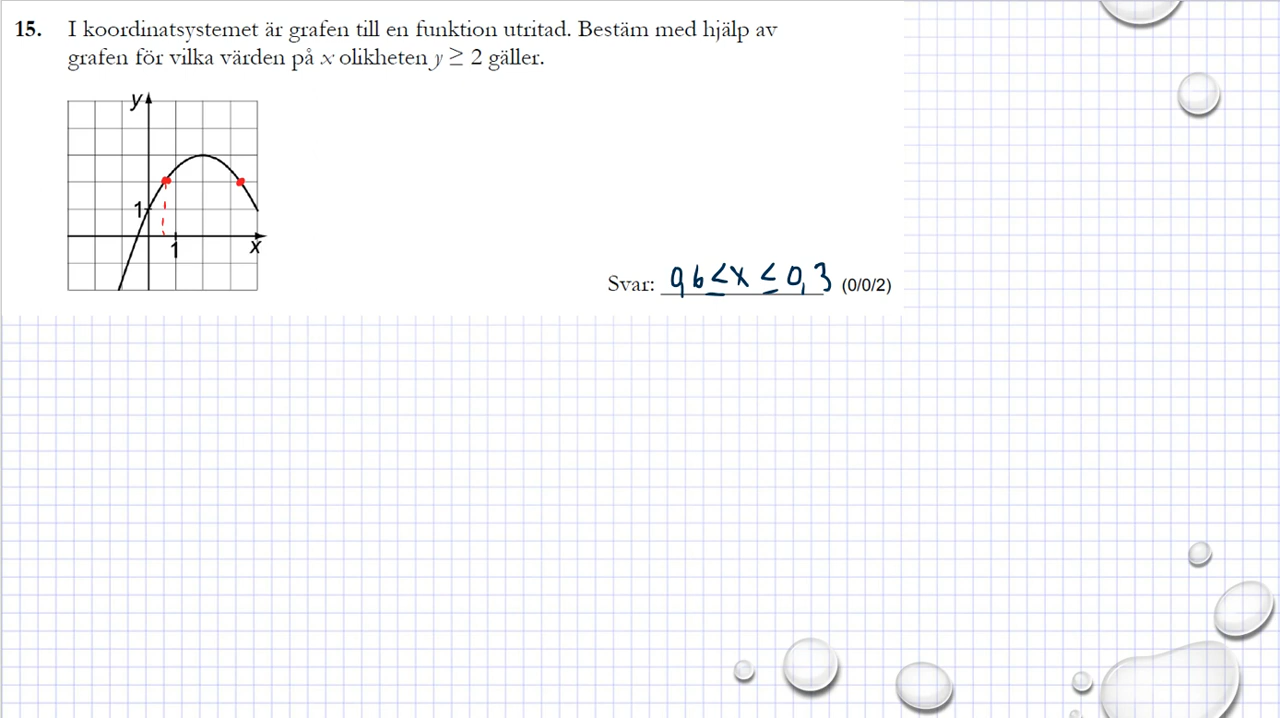 15. I koordinatsystemet är grafen till en funktion utritad. Bestäm med hjälp av
grafen för vilka värden på x olikheten y ≥ 2 gäller.
y
1
1
x
Svar: 0,6 ≤ x ≤ 0,3 (0/0/2)